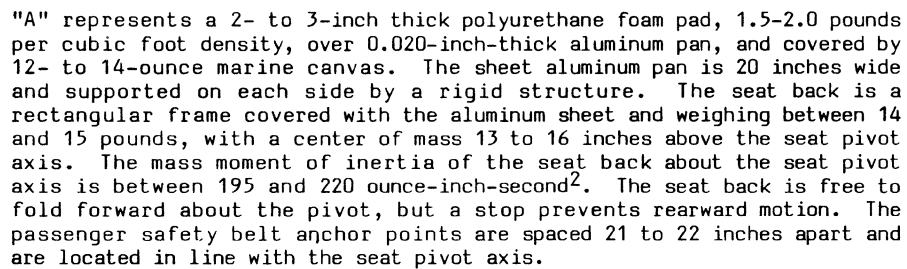 "A" represents a 2- to 3-inch thick polyurethane foam pad, 1.5-2.0 pounds
per cubic foot density, over 0.020-inch-thick aluminum pan, and covered by
12- to 14-ounce marine canvas.  The sheet aluminum pan is 20 inches wide
and supported on each side by a rigid structure.  The seat back is a
rectangular frame covered with the aluminum sheet and weighing between 14
and 15 pounds, with a center of mass 13 to 16 inches above the seat pivot
axis.  The mass moment of inertia of the seat back about the seat pivot
axis is between 195 and 220 ounce-inch-second².  The seat back is free to
fold forward about the pivot, but a stop prevents rearward motion.  The
passenger safety belt anchor points are spaced 21 to 22 inches apart and
are located in line with the seat pivot axis.